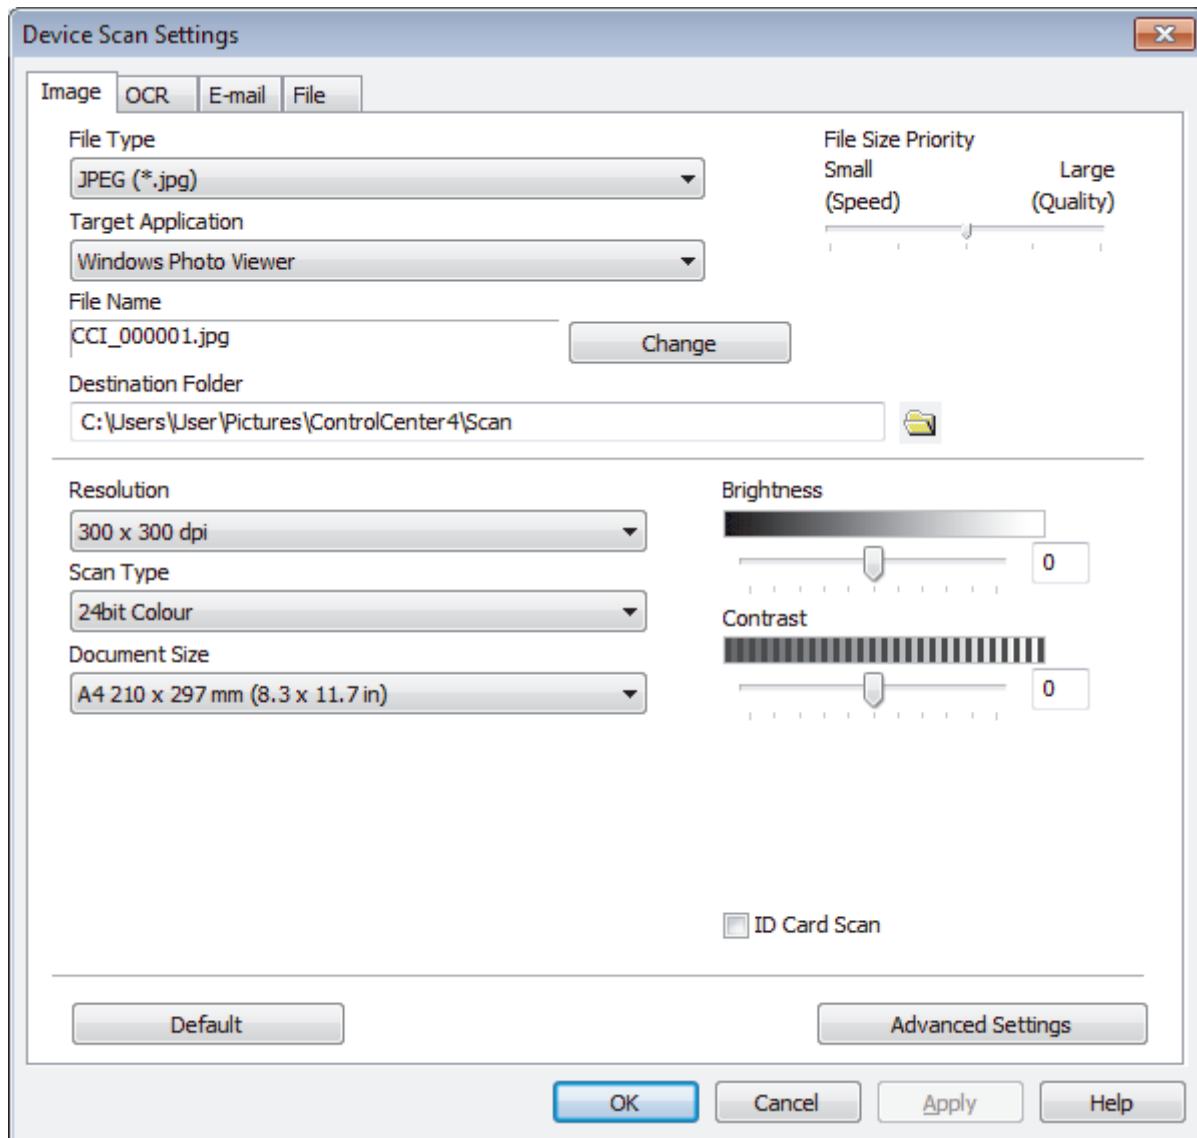 Device Scan Settings
Image OCR E-mail File
File Type
JPEG (*.jpg)
Target Application
Windows Photo Viewer
File Name
CCI_000001.jpg
Change
Destination Folder
C:\Users\User\Pictures\ControlCenter4\Scan
File Size Priority
Small Large
(Speed) (Quality)
Resolution
300 x 300 dpi
Scan Type
24bit Colour
Document Size
A4 210 x 297 mm (8.3 x 11.7 in)
Brightness
0
Contrast
0
ID Card Scan
Default Advanced Settings
OK Cancel Apply Help